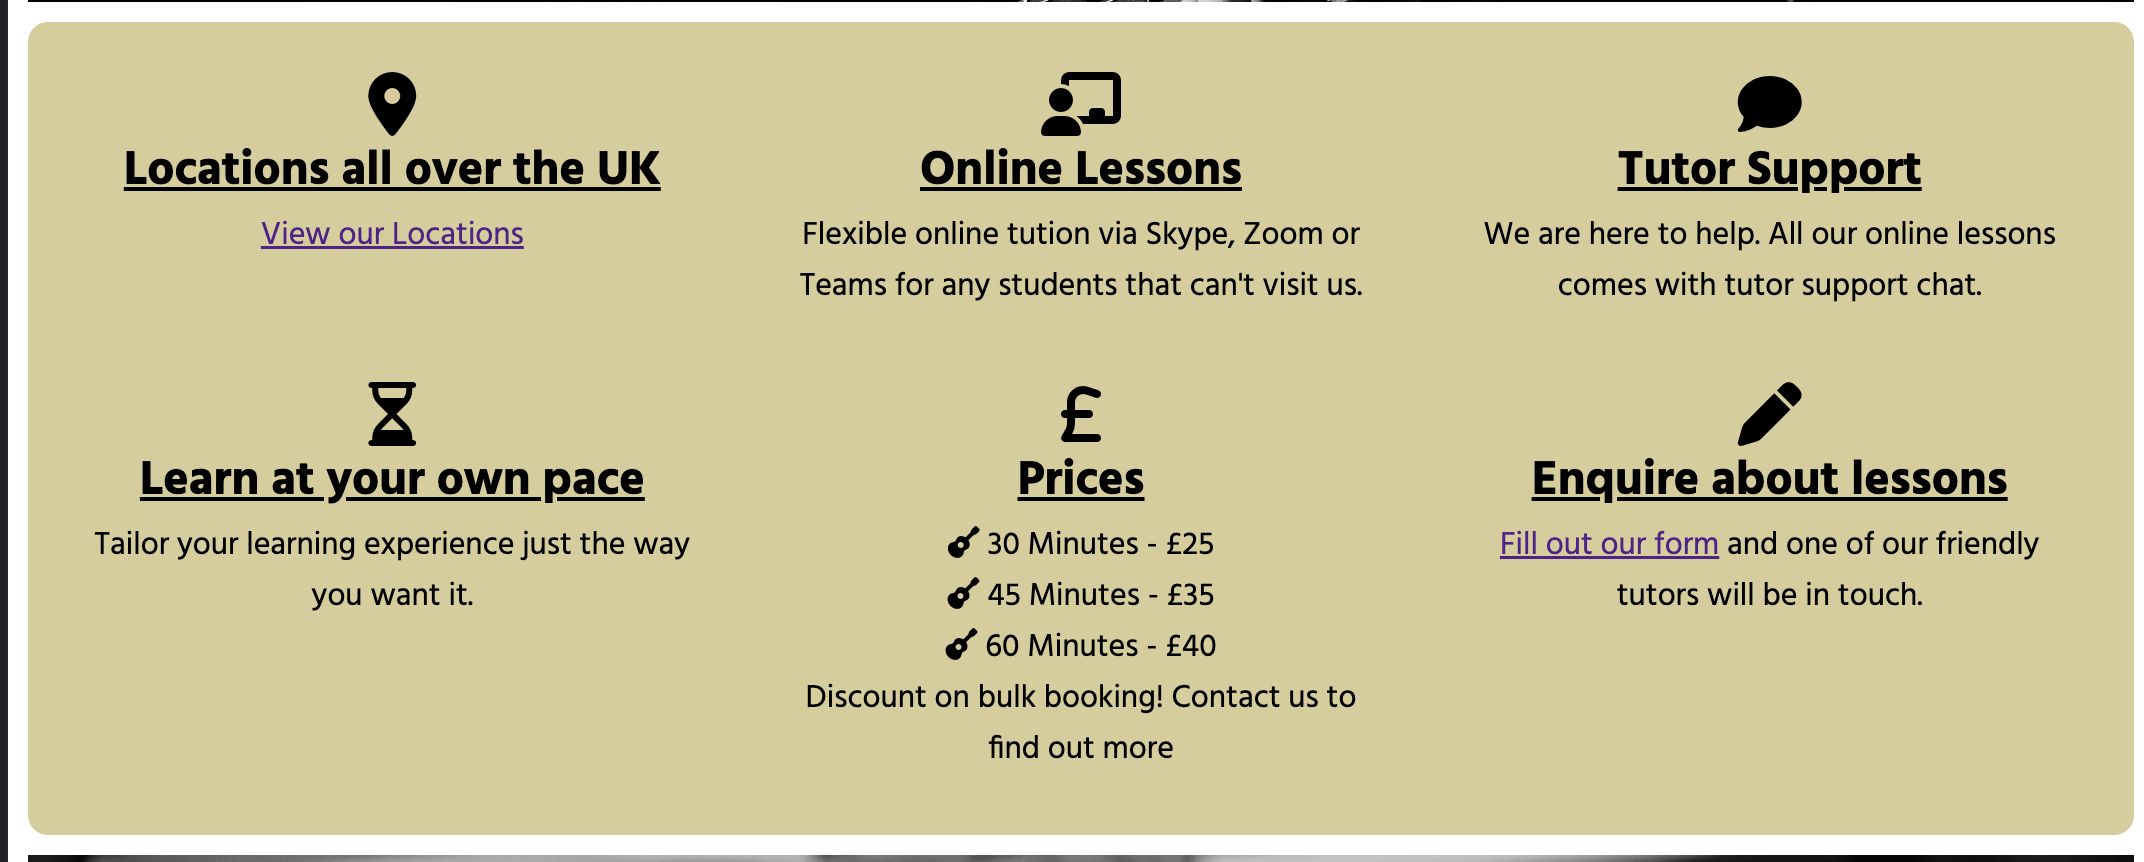 Locations all over the UK
View our Locations
Online Lessons
Flexible online tution via Skype, Zoom or
Teams for any students that can't visit us.
Tutor Support
We are here to help. All our online lessons
comes with tutor support chat.
Learn at your own pace
Tailor your learning experience just the way
you want it.
£
Prices
30 Minutes - £25
45 Minutes - £35
60 Minutes - £40
Discount on bulk booking! Contact us to
find out more
Enquire about lessons
Fill out our form and one of our friendly
tutors will be in touch.